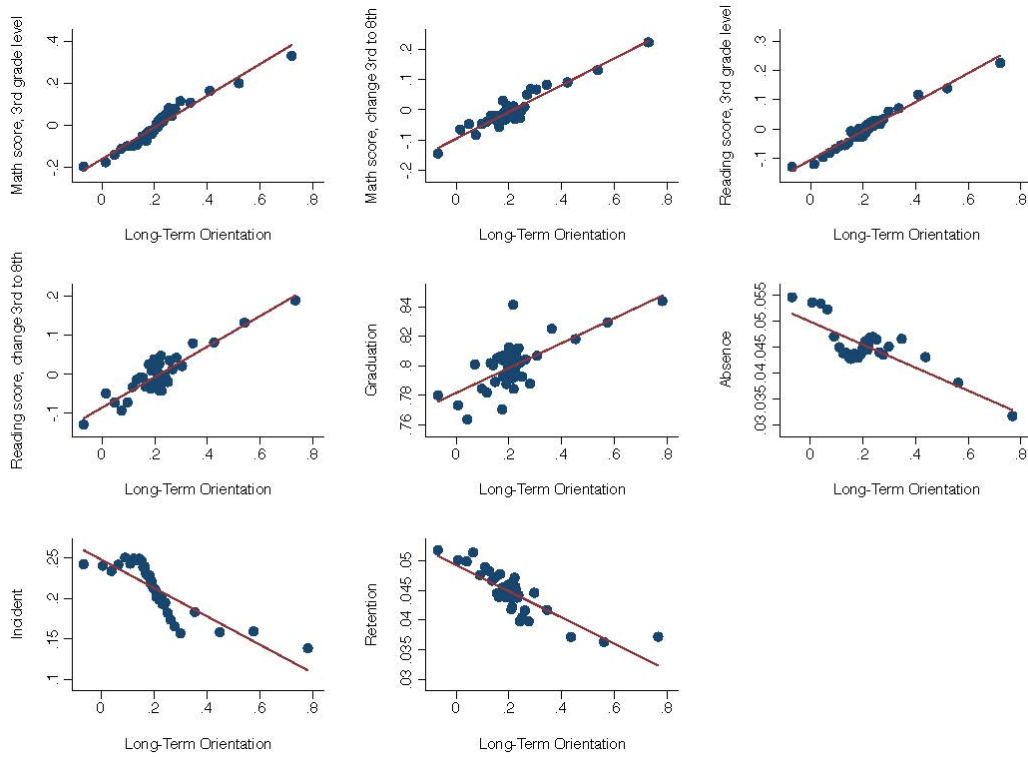 Math score, 3rd grade level
.4
.2
0
-.2
0 .2 .4 .6 .8
Long-Term Orientation
Math score, change 3rd to 8th
.2
.1
0
-.1
-.2
0 .2 .4 .6 .8
Long-Term Orientation
Reading score, 3rd grade level
.3
.1
0
-.1
0 .2 .4 .6 .8
Long-Term Orientation
Reading score, change 3rd to 8th
.2
.1
0
-.1
0 .2 .4 .6 .8
Long-Term Orientation
Graduation
.84
.82
.8
.78
.76
0 .2 .4 .6 .8
Long-Term Orientation
Absence
.03.035.04.045.05.055
0 .2 .4 .6 .8
Long-Term Orientation
Incident
.25
.2
.15
.1
0 .2 .4 .6 .8
Long-Term Orientation
Retention
.03.035.04.045.05
0 .2 .4 .6 .8
Long-Term Orientation